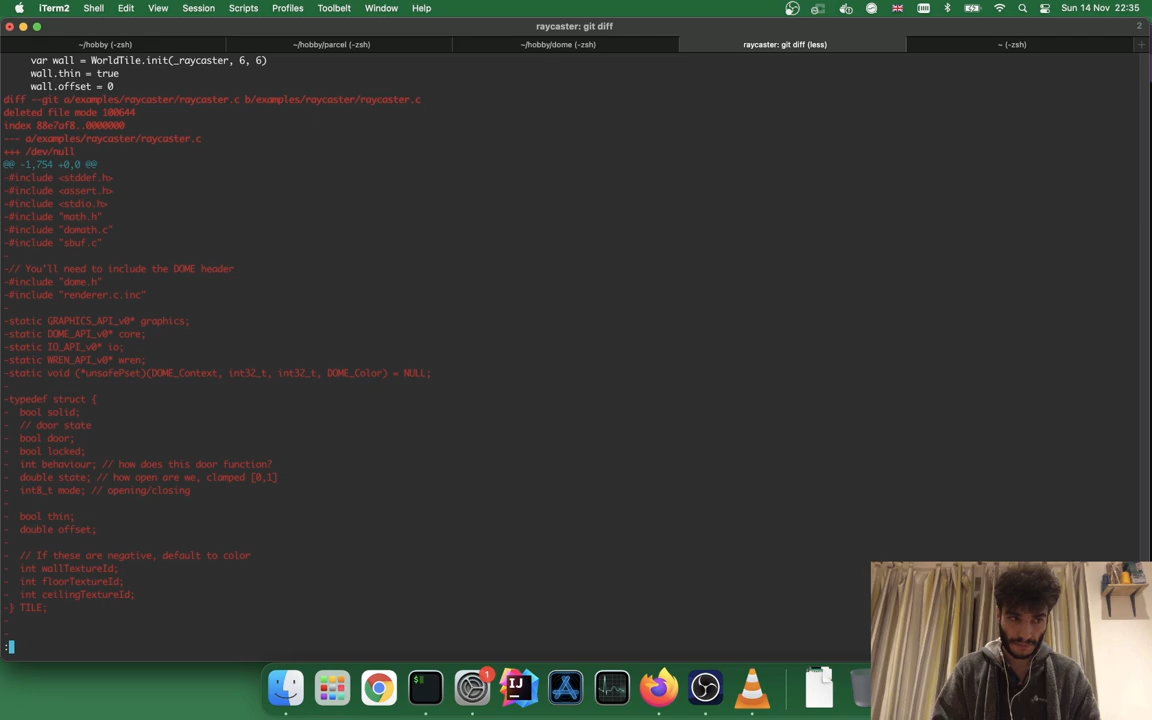 iTerm2 Shell Edit View Session Scripts Profiles Toolbelt Window Help Sun 14 Nov 22:35
raycaster: git diff 2
~/hobby (-zsh) ~/hobby/parcel (-zsh) ~/hobby/dome (-zsh) raycaster: git diff (less) ~ (-zsh)
var wall = WorldTile.init(_raycaster, 6, 6)
wall.thin = true
wall.offset = 0
diff --git a/examples/raycaster/raycaster.c b/examples/raycaster/raycaster.c
deleted file mode 100644
index 88e7af8..0000000
--- a/examples/raycaster/raycaster.c
+++ /dev/null
@@ -1,754 +0,0 @@
-#include <stddef.h>
-#include <assert.h>
-#include <stdio.h>
-#include "math.h"
-#include "domath.c"
-#include "sbuf.c"
-
-// You'll need to include the DOME header
-#include "dome.h"
-#include "renderer.c.inc"
-
-static GRAPHICS_API_v0* graphics;
-static DOME_API_v0* core;
-static IO_API_v0* io;
-static WREN_API_v0* wren;
-static void (*unsafePset)(DOME_Context, int32_t, int32_t, DOME_Color) = NULL;
-
-typedef struct {
-  bool solid;
-  // door state
-  bool door;
-  bool locked;
-  int behaviour; // how does this door function?
-  double state; // how open are we, clamped [0,1]
-  int8_t mode; // opening/closing
-
-  bool thin;
-  double offset;
-
-  // If these are negative, default to color
-  int wallTextureId;
-  int floorTextureId;
-  int ceilingTextureId;
-} TILE;
-
-
:
1
$
IJ